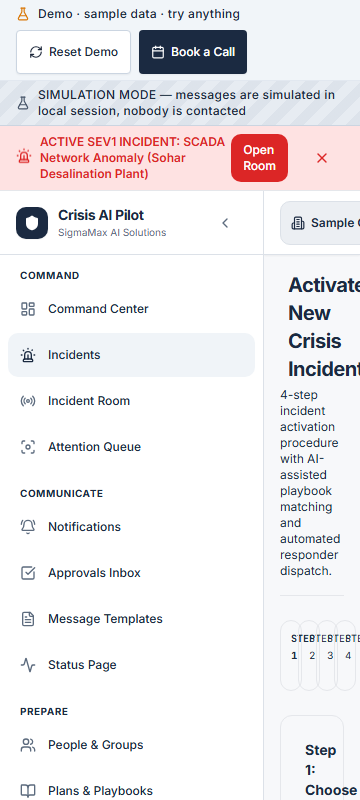 Demo · sample data · try anything
Reset Demo
Book a Call
SIMULATION MODE — messages are simulated in
local session, nobody is contacted
ACTIVE SEV1 INCIDENT: SCADA
Network Anomaly (Sohar
Desalination Plant)
Open
Room
Crisis AI Pilot
SigmaMax AI Solutions
COMMAND
Command Center
Incidents
Incident Room
Attention Queue
COMMUNICATE
Notifications
Approvals Inbox
Message Templates
Status Page
PREPARE
People & Groups
Plans & Playbooks
Sample
Activate
New
Crisis
Incident
4-step
incident
activation
procedure
with AI-
assisted
playbook
matching
and
automated
responder
dispatch.
STEP
1
2
3
4
Step
1:
Choose